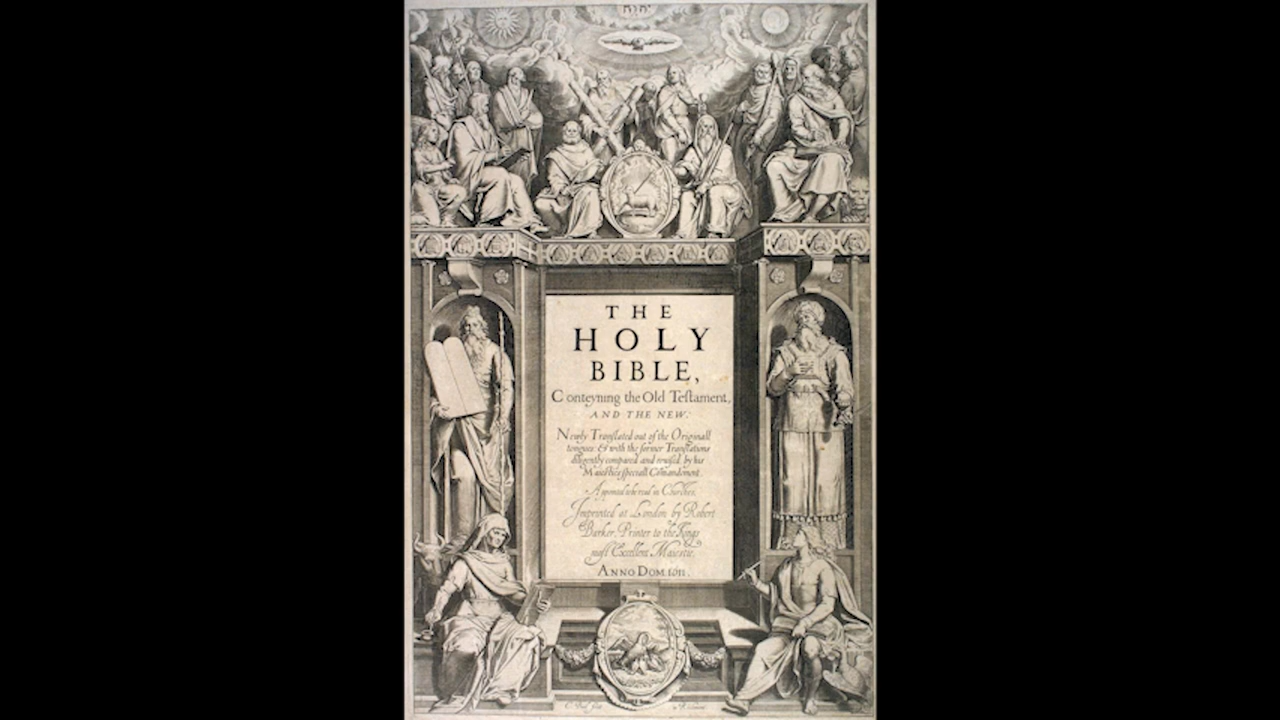 יהוה
THE
HOLY
BIBLE,
Conteyning the Old Teſtament,
AND THE NEW:
Newly Tranſlated out of the Originall
tongues: & with the former Tranſlations
diligently compared and reuiſed, by his
Maieſties ſpeciall Cõmandement.
Appointed to be read in Churches.
Imprinted at London by Robert
Barker, Printer to the Kings
moſt Excellent Maieſtie.
ANNO DOM. 1611.